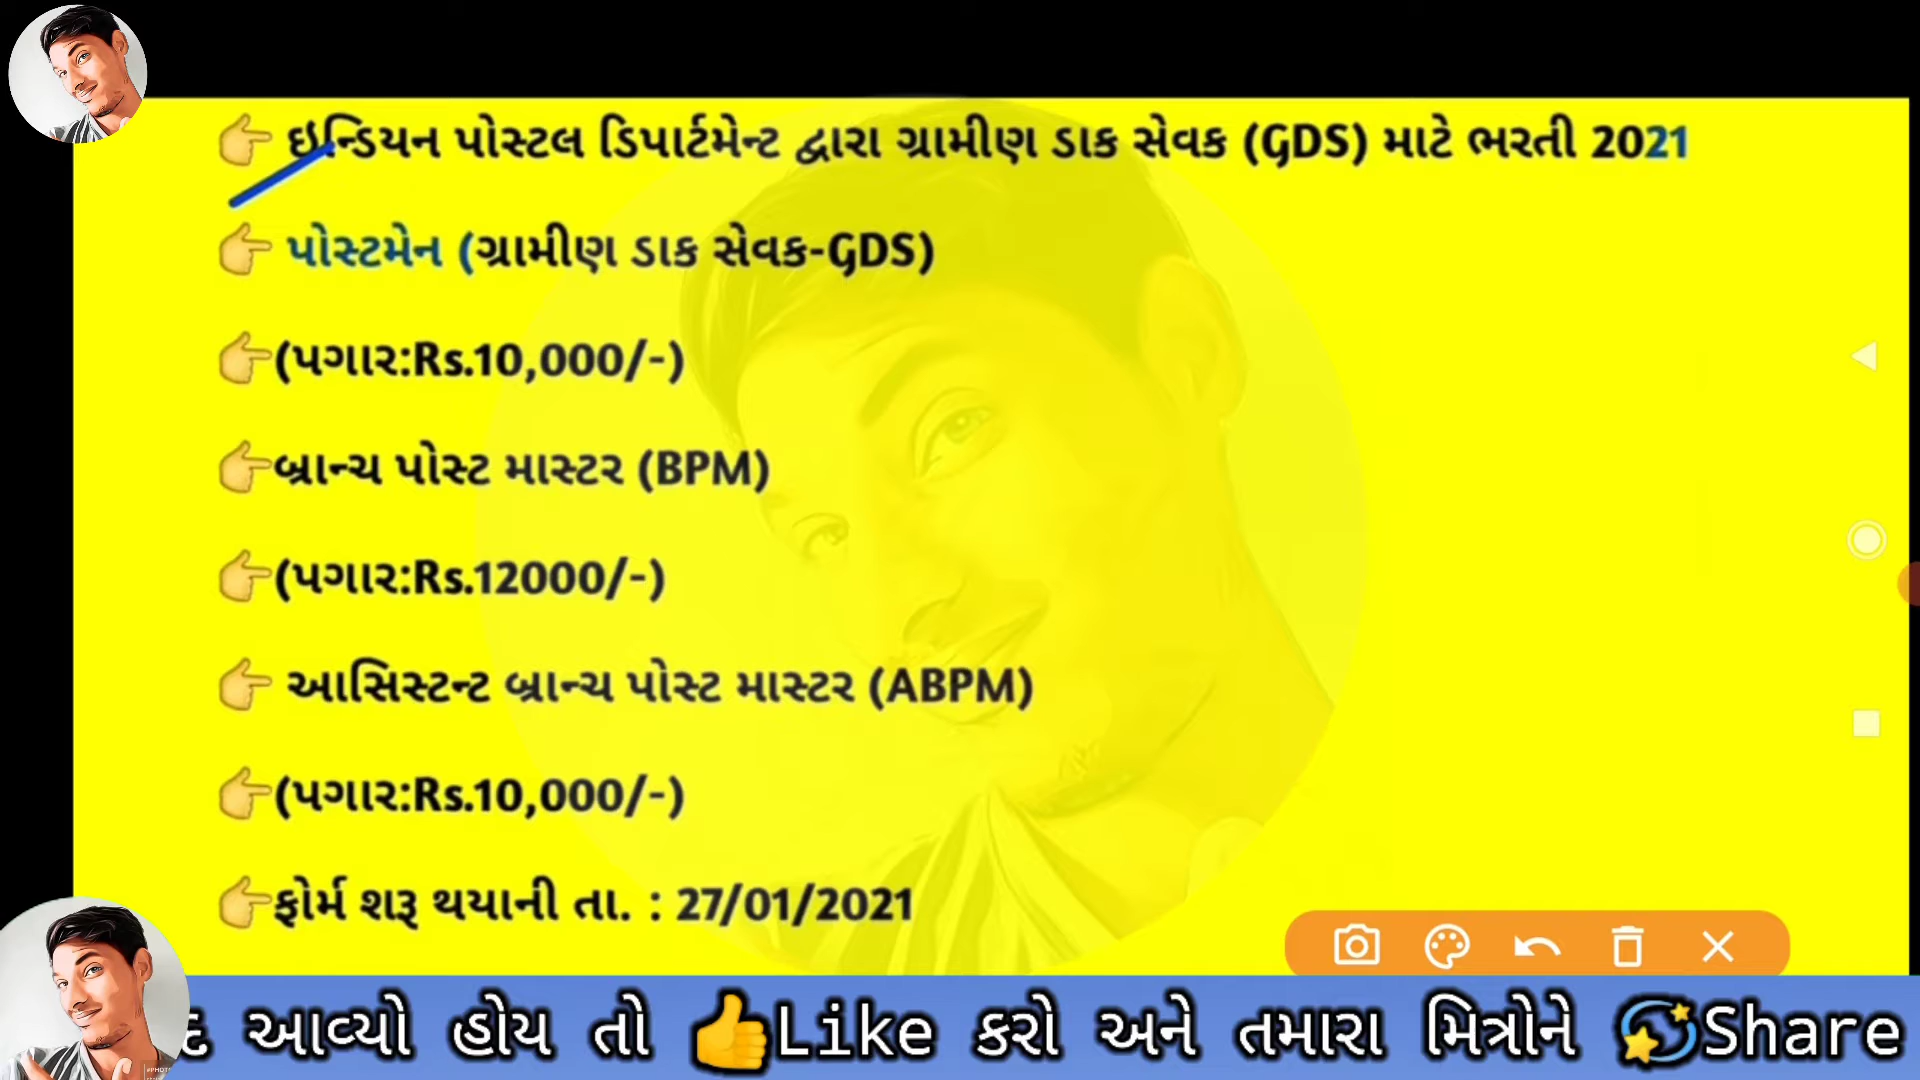 👉 ઇન્ડિયન પોસ્ટલ ડિપાર્ટમેન્ટ દ્વારા ગ્રામીણ ડાક સેવક (GDS) માટે ભરતી 2021
👉 પોસ્ટમેન (ગ્રામીણ ડાક સેવક-GDS)
👉(પગાર:Rs.10,000/-)
👉બ્રાન્ચ પોસ્ટ માસ્ટર (BPM)
👉(પગાર:Rs.12000/-)
👉 આસિસ્ટન્ટ બ્રાન્ચ પોસ્ટ માસ્ટર (ABPM)
👉(પગાર:Rs.10,000/-)
👉ફોર્મ શરૂ થયાની તા. : 27/01/2021
આવ્યો હોય તો 👍Like કરો અને તમારા મિત્રોને 💫Share